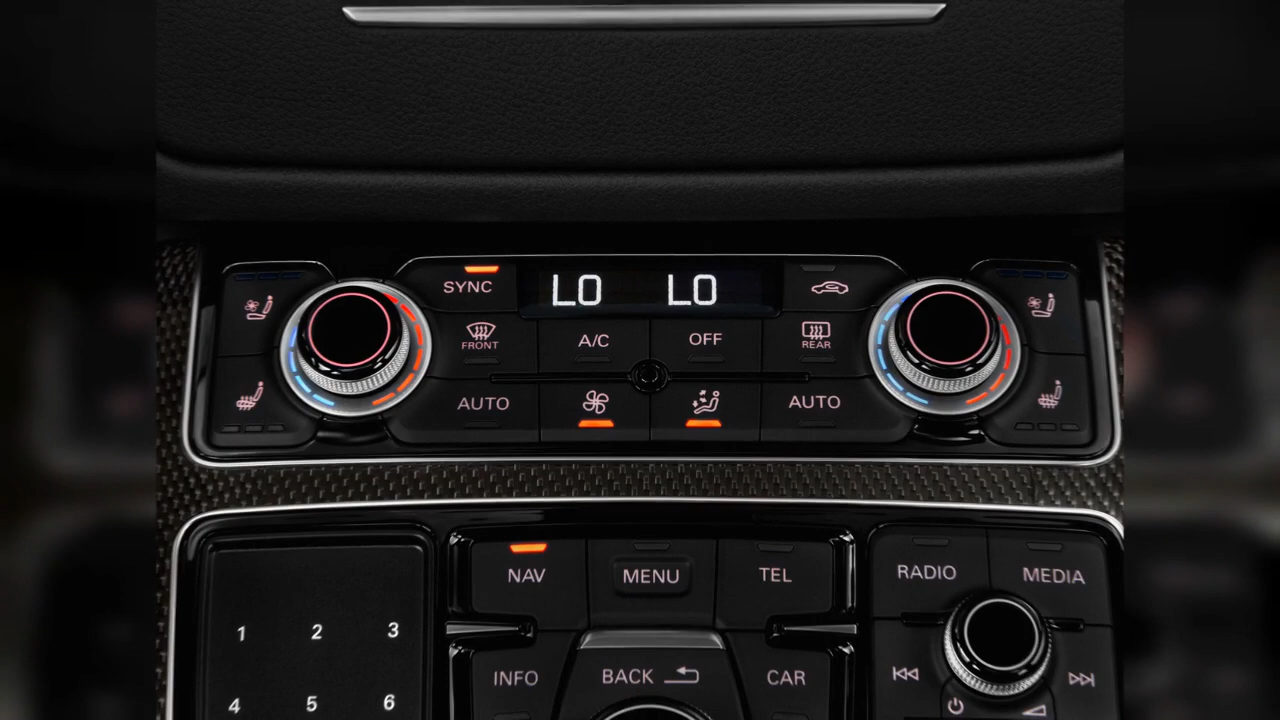 SYNC
LO LO
FRONT
A/C
OFF
REAR
AUTO
AUTO
NAV
MENU
TEL
RADIO
MEDIA
1 2 3
INFO
BACK
CAR
4 5 6